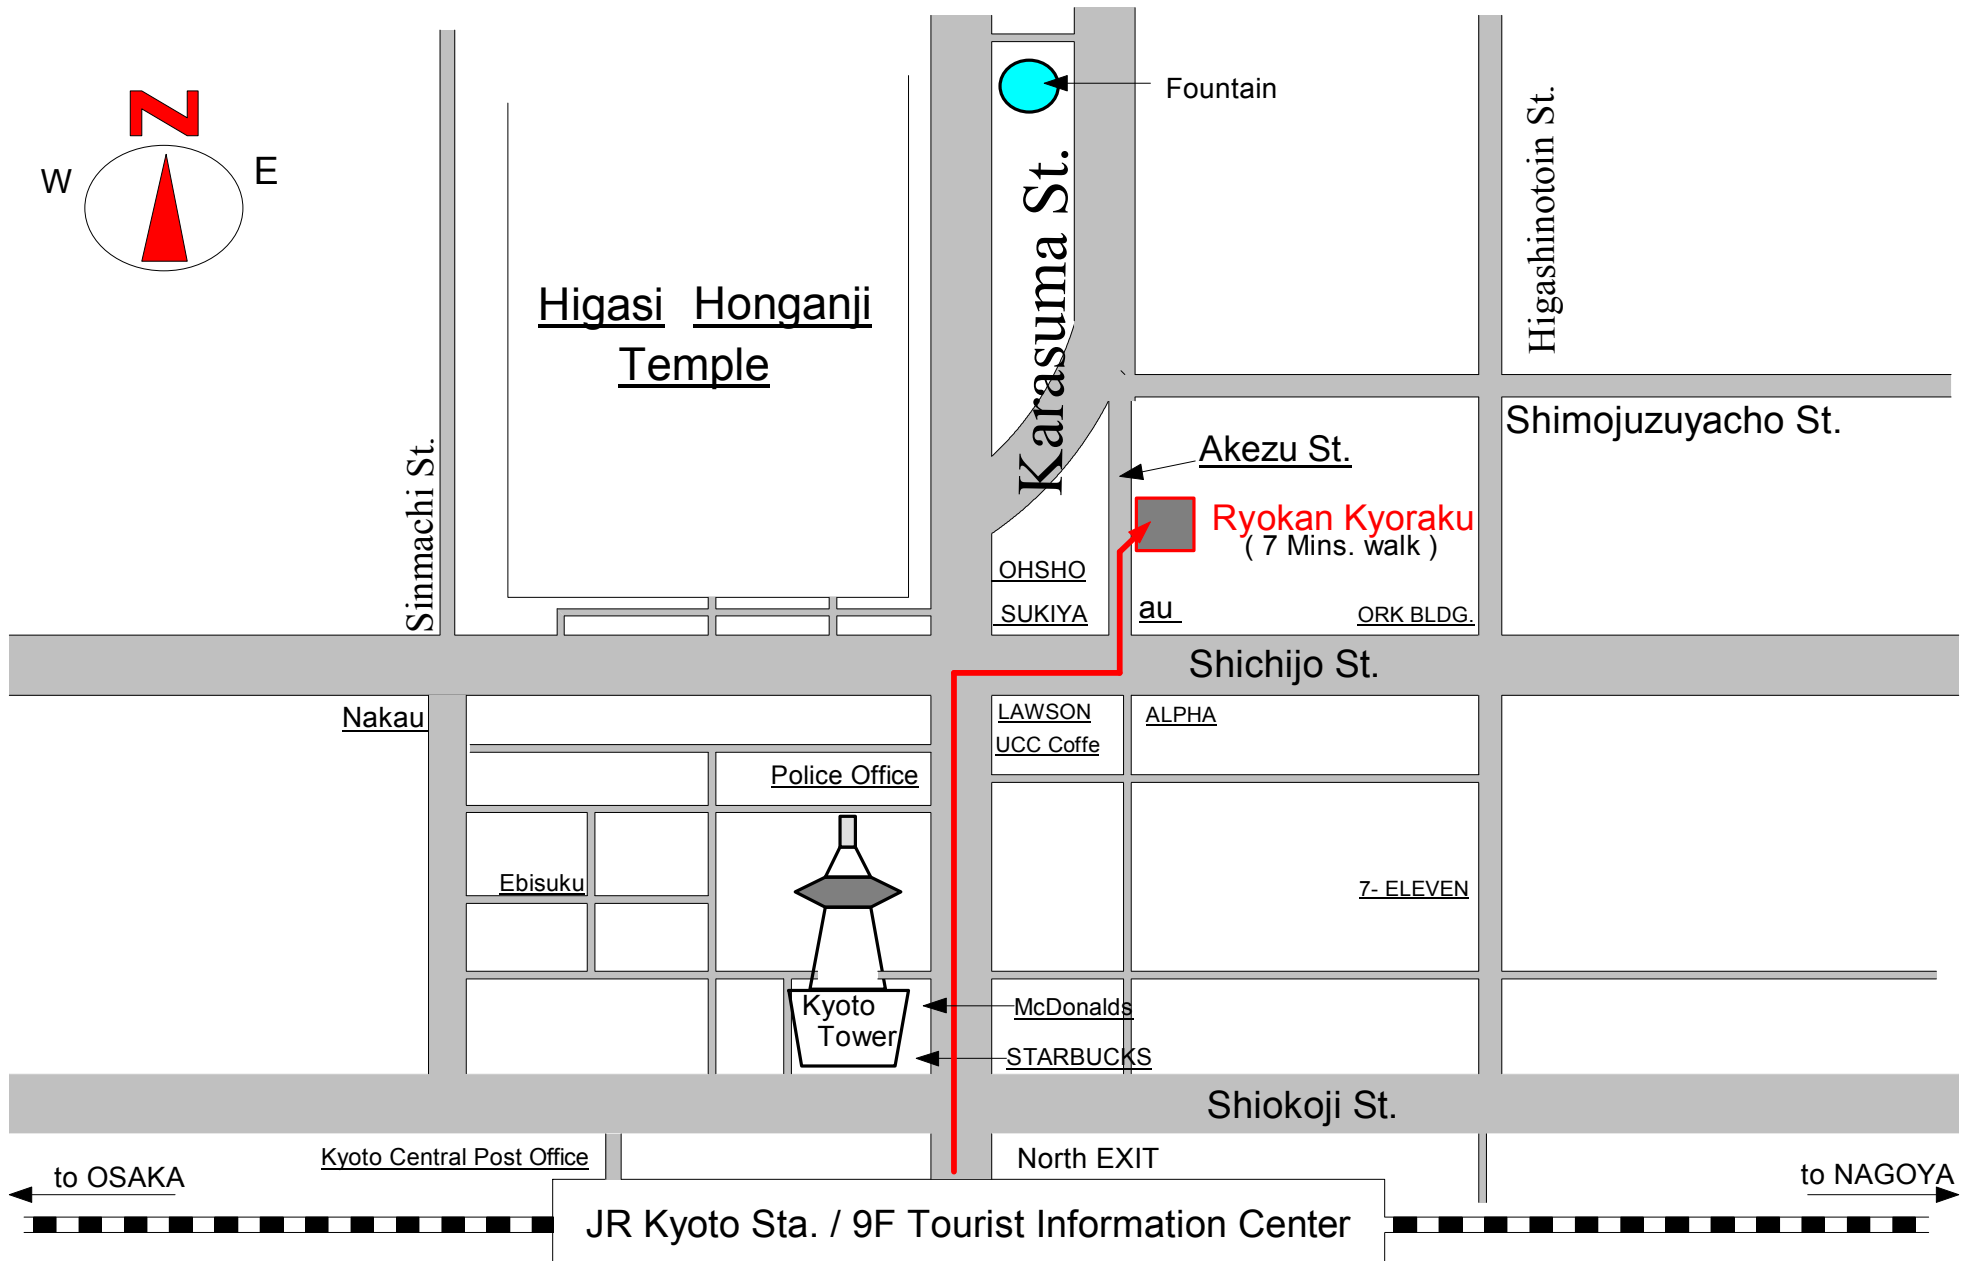 N
W
E
Fountain
Karasuma St.
Higashinotoin St.
Higasi Honganji
Temple
Shimojuzuyacho St.
Akezu St.
Sinmachi St.
Ryokan Kyoraku
( 7 Mins. walk )
OHSHO
SUKIYA
au
ORK BLDG.
Shichijo St.
Nakau
LAWSON
UCC Coffe
ALPHA
Police Office
Ebisuku
7- ELEVEN
Kyoto
Tower
McDonalds
STARBUCKS
Shiokoji St.
Kyoto Central Post Office
North EXIT
to OSAKA
to NAGOYA
JR Kyoto Sta. / 9F Tourist Information Center